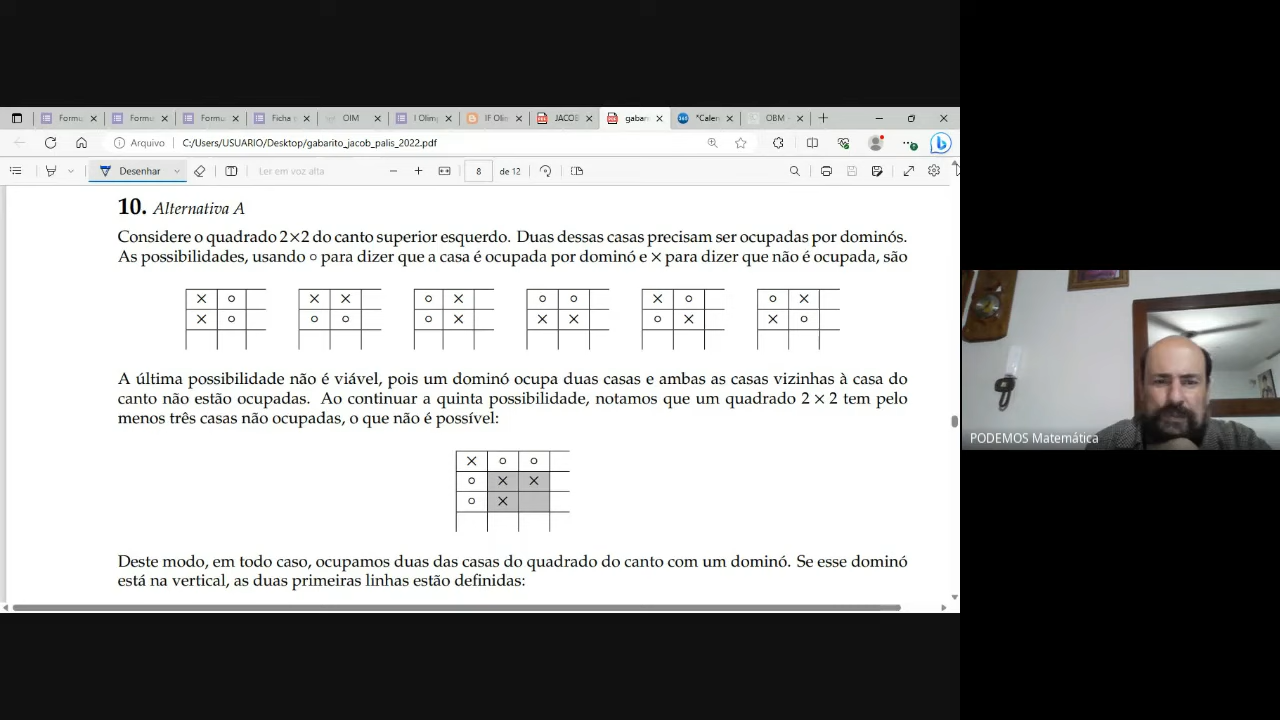 Formu
Formu
Formu
Ficha
OIM
I Olimp
IF Olin
JACOB
gabar
*Calen
OBM
Arquivo
C:/Users/USUARIO/Desktop/gabarito_jacob_palis_2022.pdf
Desenhar
Ler em voz alta
8
de 12
10. Alternativa A
Considere o quadrado 2×2 do canto superior esquerdo. Duas dessas casas precisam ser ocupadas por dominós.
As possibilidades, usando ∘ para dizer que a casa é ocupada por dominó e × para dizer que não é ocupada, são
× ∘ × × ∘ × ∘ ∘ × ∘ ∘ ×
× ∘ ∘ ∘ ∘ × × × ∘ × × ∘
A última possibilidade não é viável, pois um dominó ocupa duas casas e ambas as casas vizinhas à casa do
canto não estão ocupadas. Ao continuar a quinta possibilidade, notamos que um quadrado 2 × 2 tem pelo
menos três casas não ocupadas, o que não é possível:
× ∘ ∘
∘ × ×
∘ ×
Deste modo, em todo caso, ocupamos duas das casas do quadrado do canto com um dominó. Se esse dominó
está na vertical, as duas primeiras linhas estão definidas:
PODEMOS Matemática